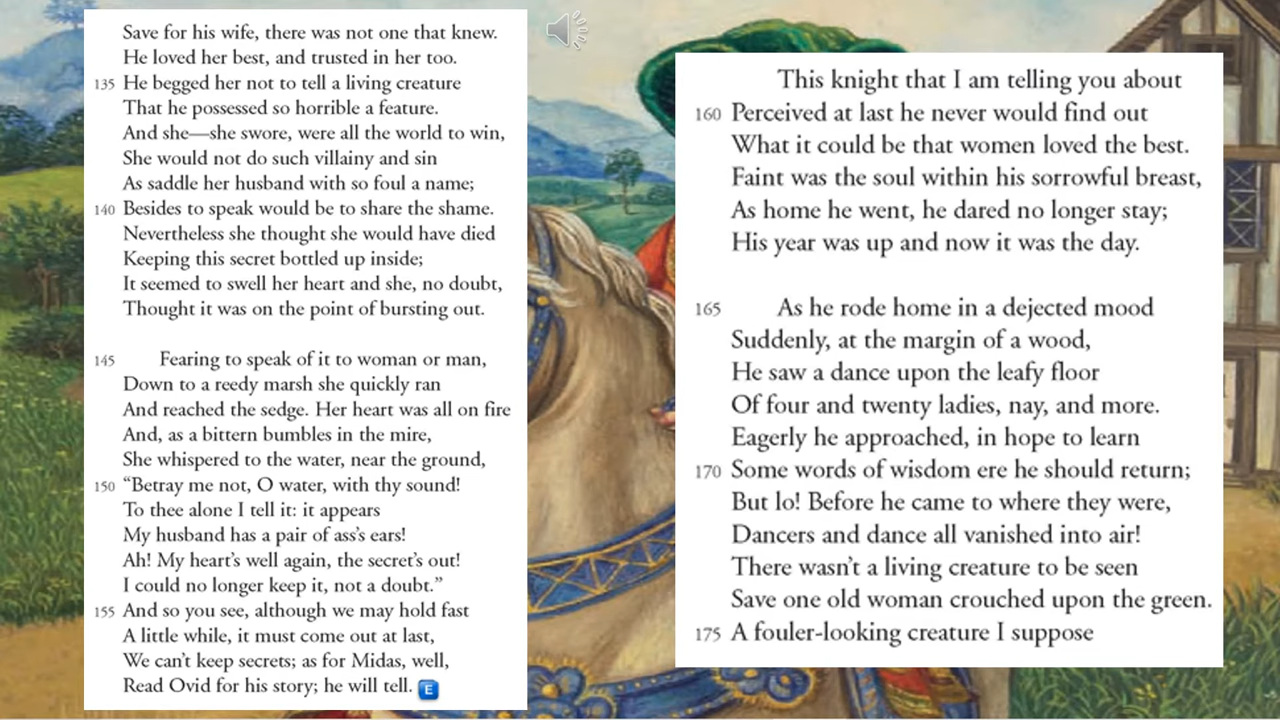 Save for his wife, there was not one that knew.
He loved her best, and trusted in her too.
135 He begged her not to tell a living creature
That he possessed so horrible a feature.
And she—she swore, were all the world to win,
She would not do such villainy and sin
As saddle her husband with so foul a name;
140 Besides to speak would be to share the shame.
Nevertheless she thought she would have died
Keeping this secret bottled up inside;
It seemed to swell her heart and she, no doubt,
Thought it was on the point of bursting out.
145 Fearing to speak of it to woman or man,
Down to a reedy marsh she quickly ran
And reached the sedge. Her heart was all on fire
And, as a bittern bumbles in the mire,
She whispered to the water, near the ground,
150 “Betray me not, O water, with thy sound!
To thee alone I tell it: it appears
My husband has a pair of ass’s ears!
Ah! My heart’s well again, the secret’s out!
I could no longer keep it, not a doubt.”
155 And so you see, although we may hold fast
A little while, it must come out at last,
We can’t keep secrets; as for Midas, well,
Read Ovid for his story; he will tell. E
This knight that I am telling you about
160 Perceived at last he never would find out
What it could be that women loved the best.
Faint was the soul within his sorrowful breast,
As home he went, he dared no longer stay;
His year was up and now it was the day.
165 As he rode home in a dejected mood
Suddenly, at the margin of a wood,
He saw a dance upon the leafy floor
Of four and twenty ladies, nay, and more.
Eagerly he approached, in hope to learn
170 Some words of wisdom ere he should return;
But lo! Before he came to where they were,
Dancers and dance all vanished into air!
There wasn’t a living creature to be seen
Save one old woman crouched upon the green.
175 A fouler-looking creature I suppose